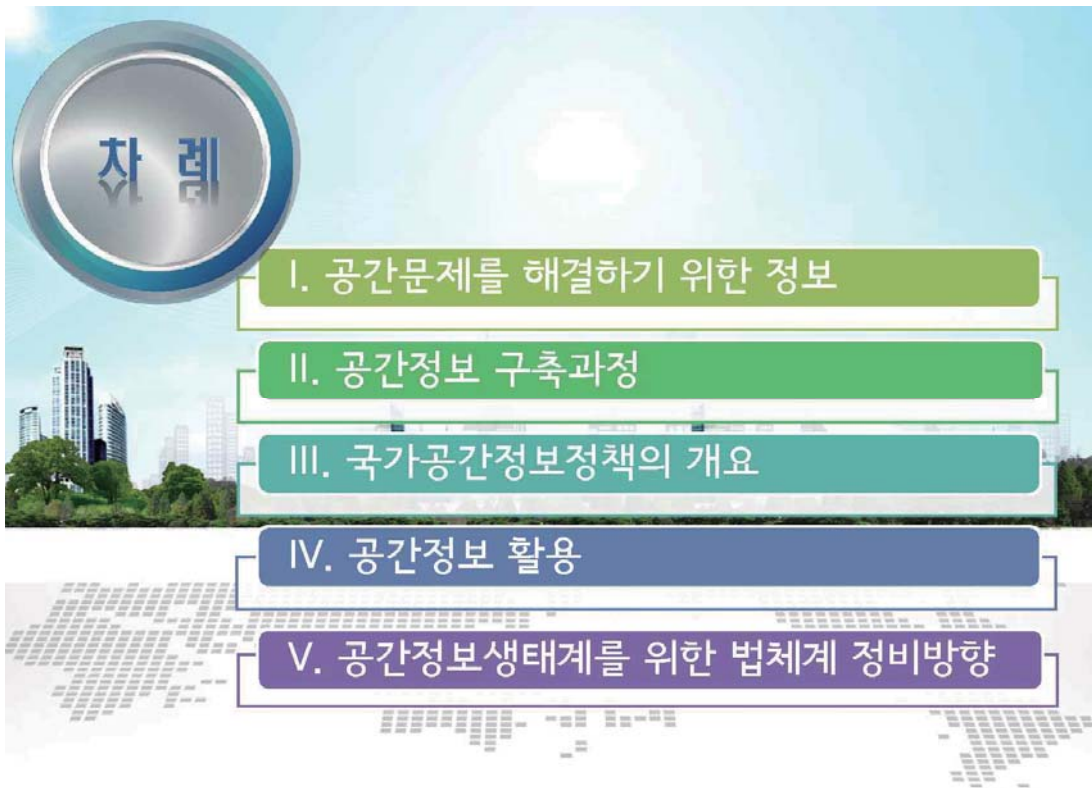 차 례
I. 공간문제를 해결하기 위한 정보
II. 공간정보 구축과정
III. 국가공간정보정책의 개요
IV. 공간정보 활용
V. 공간정보생태계를 위한 법체계 정비방향